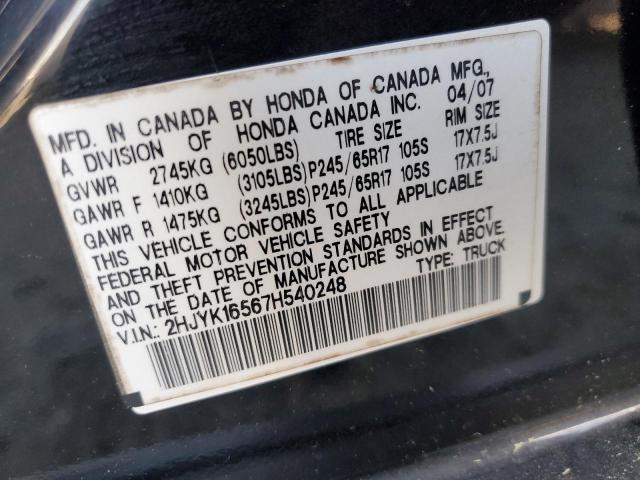 MFD. IN CANADA BY HONDA OF CANADA MFG.,
A DIVISION OF HONDA CANADA INC. 04/07
GVWR 2745KG (6050LBS) TIRE SIZE RIM SIZE
GAWR F 1410KG (3105LBS) P245/65R17 105S 17X7.5J
GAWR R 1475KG (3245LBS) P245/65R17 105S 17X7.5J
THIS VEHICLE CONFORMS TO ALL APPLICABLE
FEDERAL MOTOR VEHICLE SAFETY
AND THEFT PREVENTION STANDARDS IN EFFECT
ON THE DATE OF MANUFACTURE SHOWN ABOVE.
V.I.N.: 2HJYK16567H540248 TYPE: TRUCK